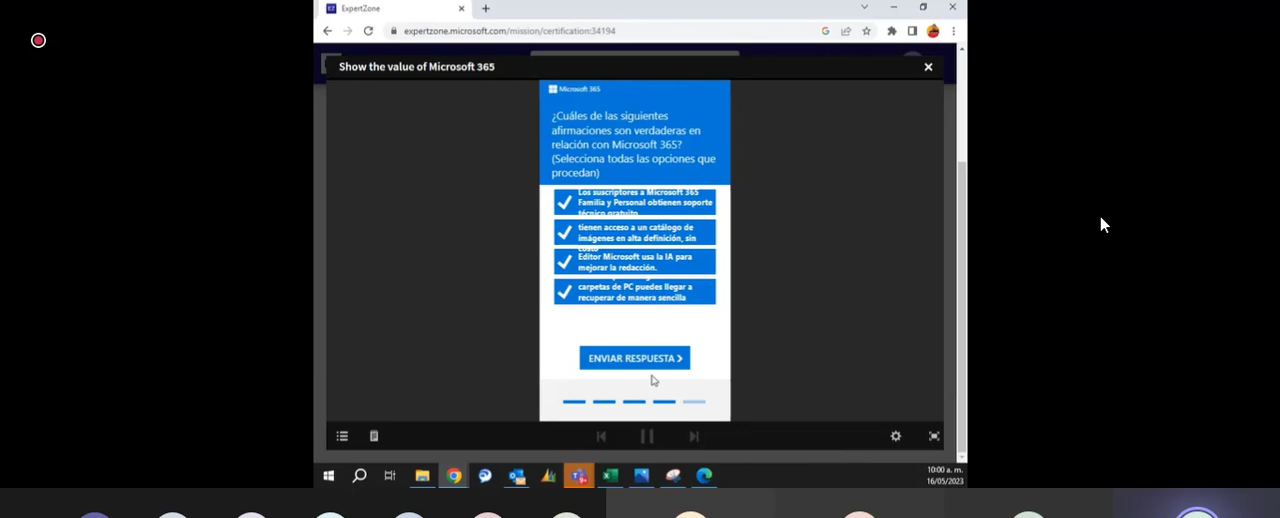 ExpertZone
expertzone.microsoft.com/mission/certification:34194
Show the value of Microsoft 365
Microsoft 365
¿Cuáles de las siguientes
afirmaciones son verdaderas en
relación con Microsoft 365?
(Selecciona todas las opciones que
procedan)
Los suscriptores a Microsoft 365
Familia y Personal obtienen soporte
técnico gratuito
tienen acceso a un catálogo de
imágenes en alta definición, sin
costo
Editor Microsoft usa la IA para
mejorar la redacción.
carpetas de PC puedes llegar a
recuperar de manera sencilla
ENVIAR RESPUESTA
10:00 a. m.
16/05/2023